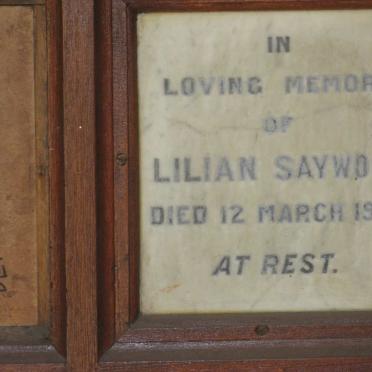 IN
LOVING MEMOR
OF
LILIAN SAYWO
DIED 12 MARCH 19
AT REST.